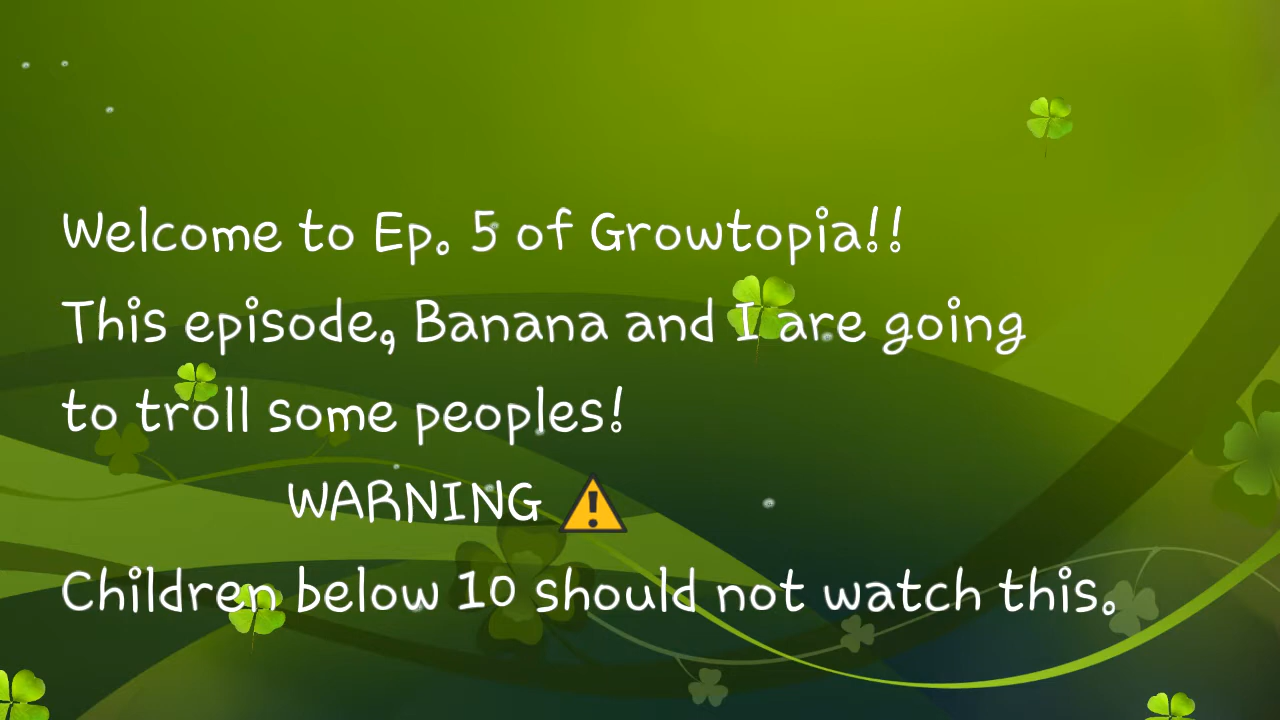 Welcome to Ep. 5 of Growtopia!!
This episode, Banana and I are going
to troll some peoples!
WARNING ⚠
Children below 10 should not watch this.